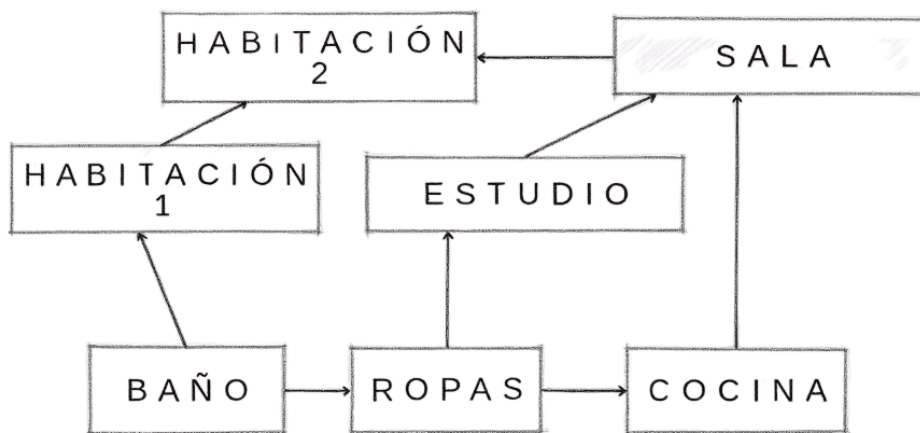 HABITACIÓN
2
SALA
HABITACIÓN
1
ESTUDIO
BAÑO
ROPAS
COCINA